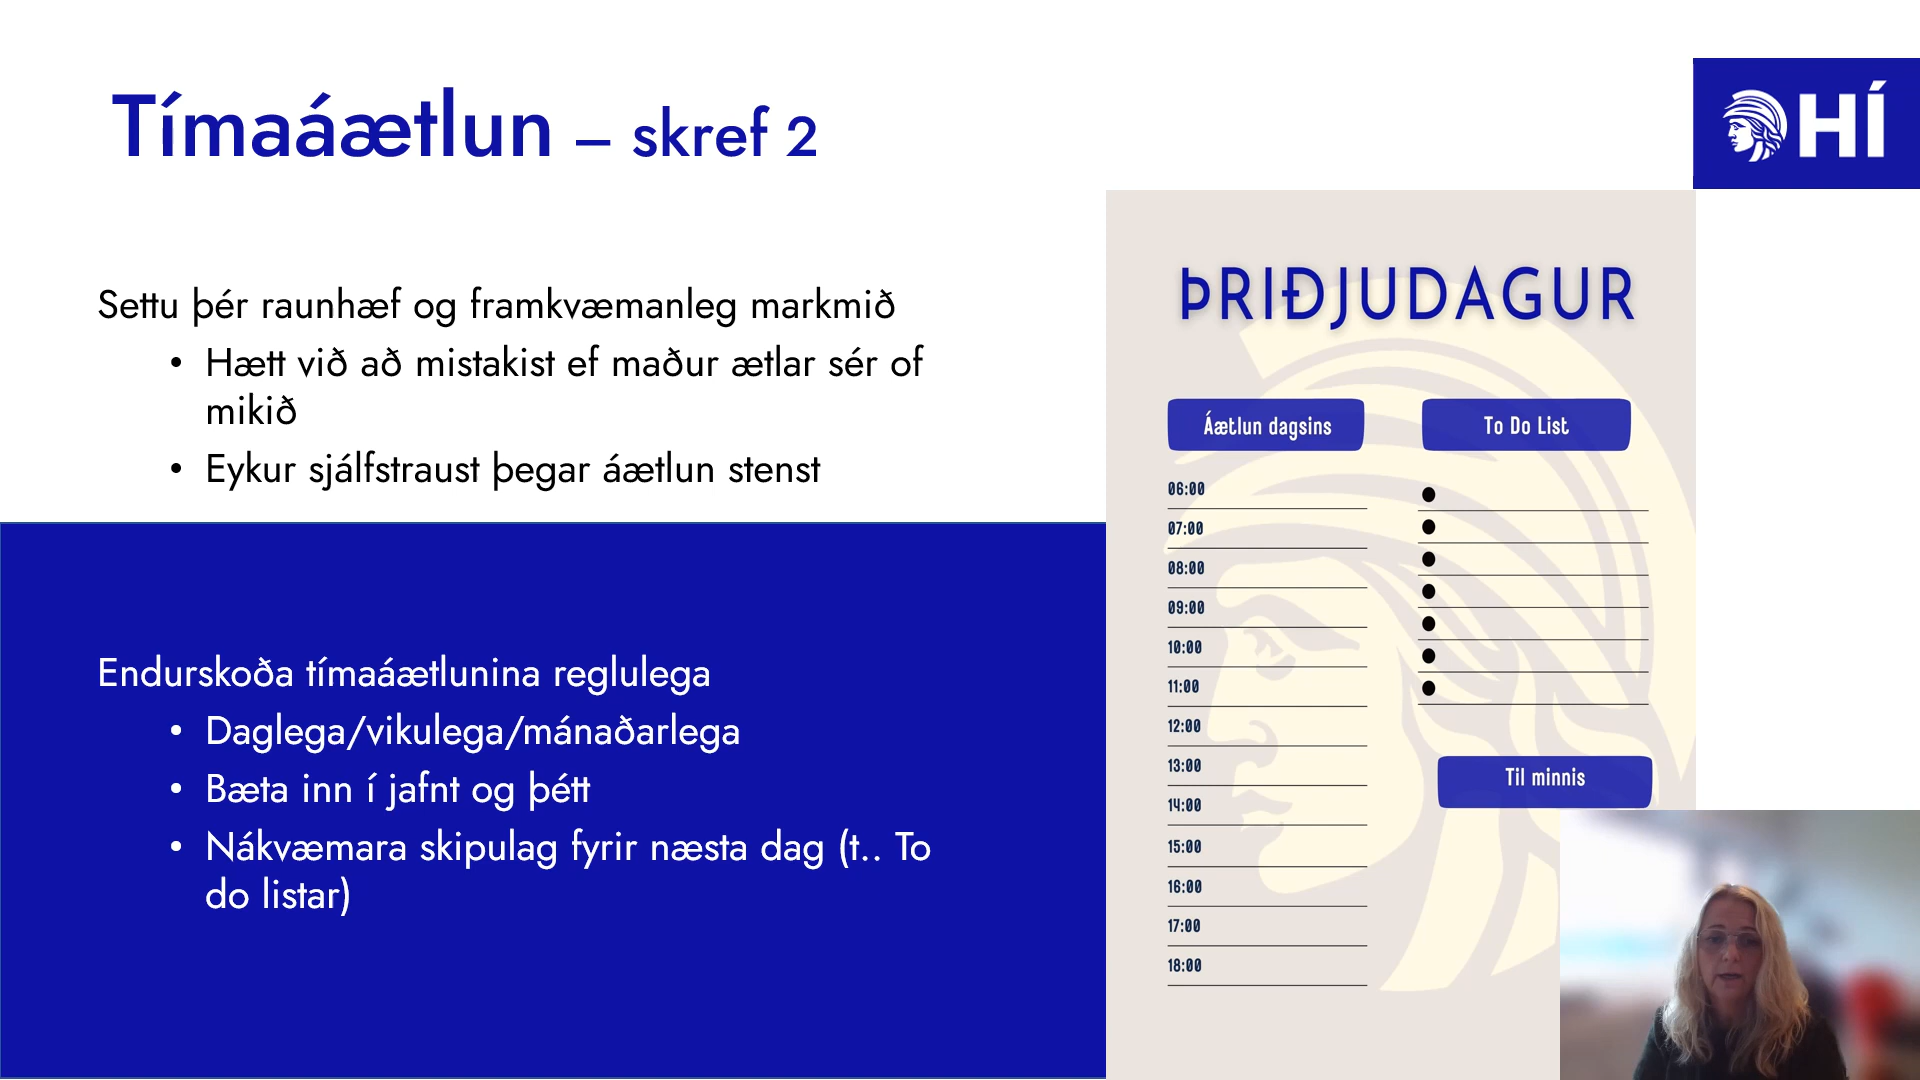 Tímaáætlun – skref 2
HÍ
Settu þér raunhæf og framkvæmanleg markmið
• Hætt við að mistakist ef maður ætlar sér of
mikið
• Eykur sjálfstraust þegar áætlun stenst
Endurskoða tímaáætlunina reglulega
• Daglega/vikulega/mánaðarlega
• Bæta inn í jafnt og þétt
• Nákvæmara skipulag fyrir næsta dag (t.. To
do listar)
ÞRIÐJUDAGUR
Áætlun dagsins
06:00
07:00
08:00
09:00
10:00
11:00
12:00
13:00
14:00
15:00
16:00
17:00
18:00
To Do List
Til minnis